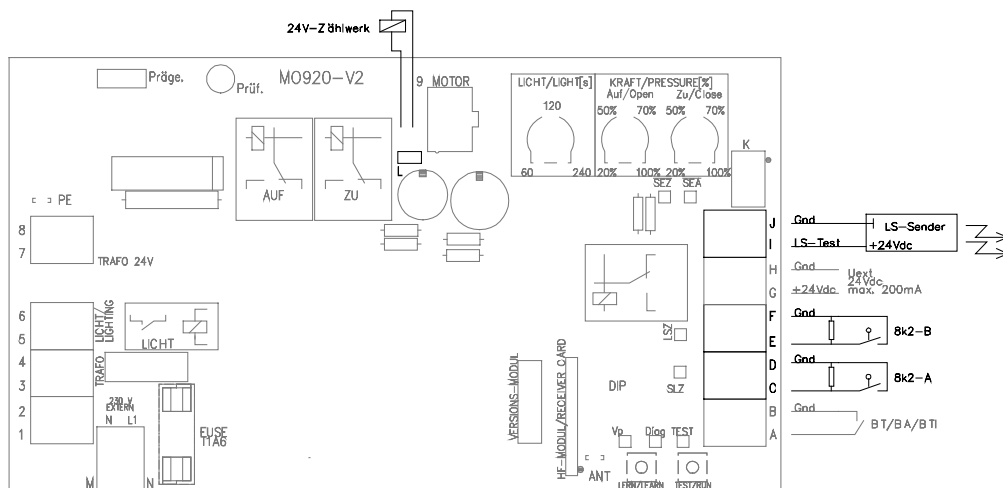 24V-Zählwerk
Präge.
Prüf.
MO920-V2
9 MOTOR
LICHT/LIGHT[s]
120
60 240
KRAFT/PRESSURE[%]
Auf/Open Zu/Close
50% 70% 50% 70%
20% 100% 20% 100%
SEZ SEA
K
L
AUF
ZU
PE
8
7
TRAFO 24V
6
5
LICHT/
LIGHTING
LICHT
4
3
TRAFO
2
1
230 V
EXTERN
N L1
M N
FUSE
T1A6
VERSIONS-MODUL
HF-MODUL/RECEIVER CARD
DIP
LSZ
SLZ
Vp Diag TEST
ANT
LERN/LEARN
TEST/RUN
J Gnd
I LS-Test
LS-Sender
+24Vdc
H Gnd
G +24Vdc
Uext
24Vdc
max. 200mA
F Gnd
E
8k2-B
D Gnd
C
8k2-A
B Gnd
A
BT/BA/BTI